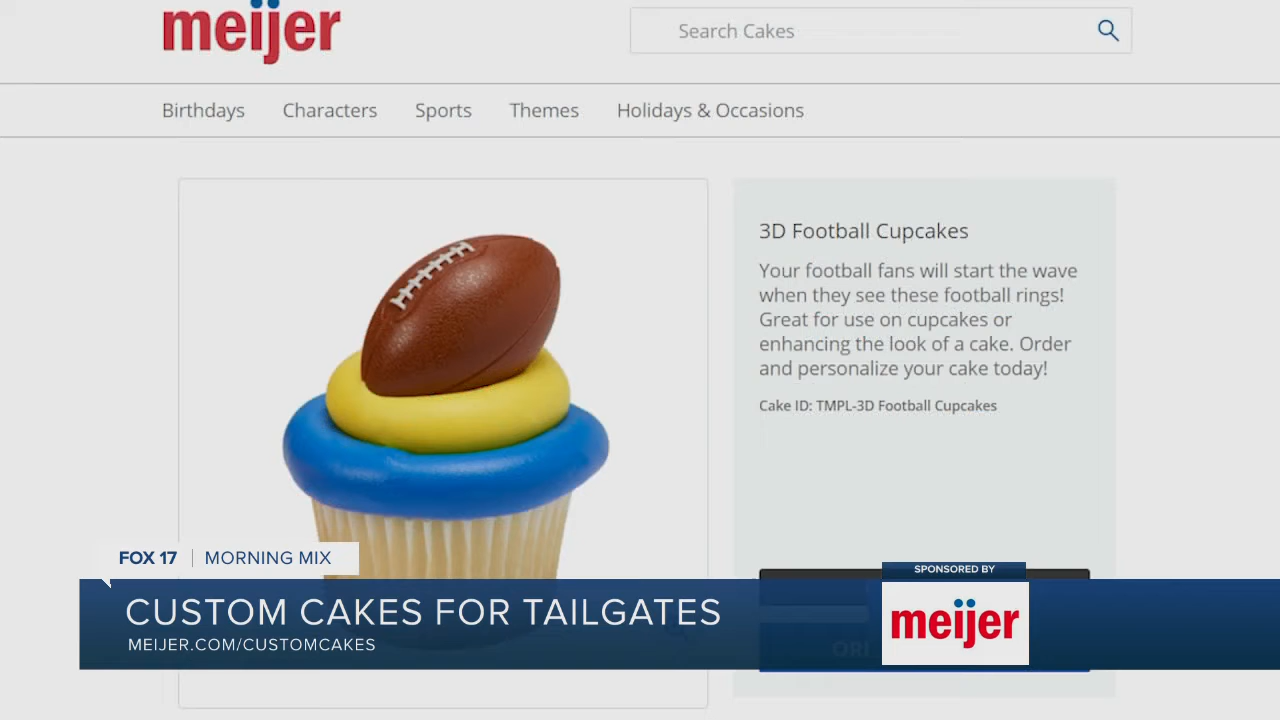 meijer
Search Cakes
Birthdays
Characters
Sports
Themes
Holidays & Occasions
3D Football Cupcakes
Your football fans will start the wave
when they see these football rings!
Great for use on cupcakes or
enhancing the look of a cake. Order
and personalize your cake today!
Cake ID: TMPL-3D Football Cupcakes
FOX 17
MORNING MIX
CUSTOM CAKES FOR TAILGATES
MEIJER.COM/CUSTOMCAKES
SPONSORED BY
meijer